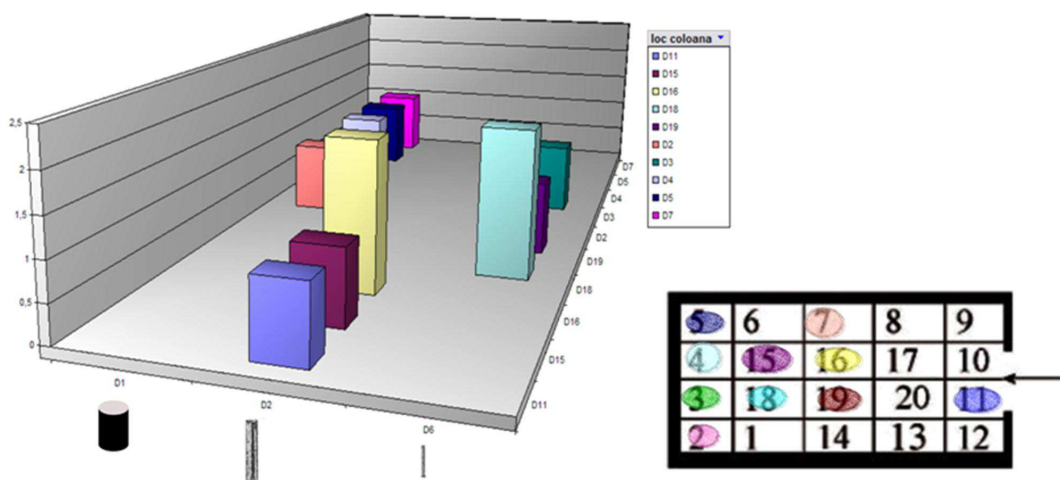 2,5
2
1,5
1
0,5
0
D1
D2
D6
D7
D5
D4
D3
D2
D19
D18
D16
D15
D11
loc coloana
D11
D15
D16
D18
D19
D2
D3
D4
D5
D7
5 6 7 8 9
4 15 16 17 10
3 18 19 20 11
2 1 14 13 12